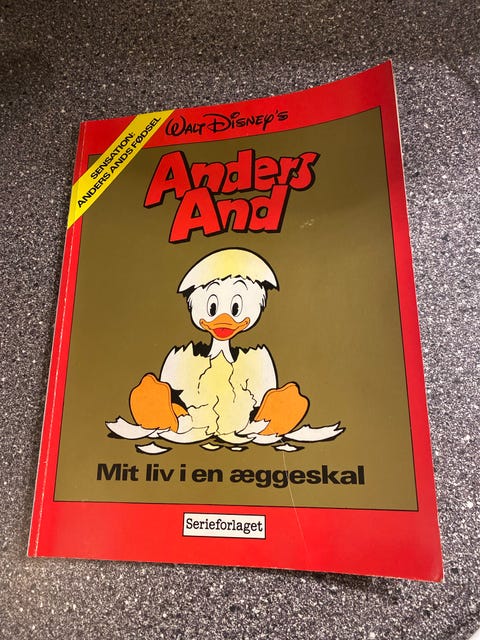 SENSATION:
ANDERS ANDS FØDSEL
WALT DISNEY'S
Anders
And
Mit liv i en æggeskal
Serieforlaget